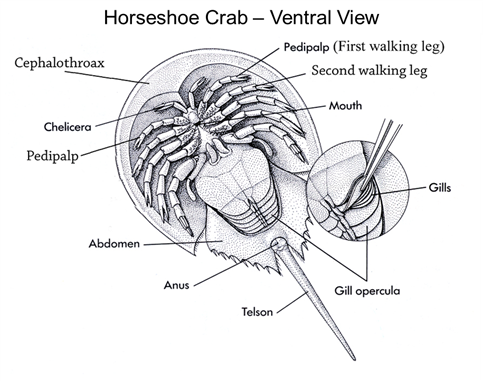 Horseshoe Crab – Ventral View
Pedipalp (First walking leg)
Cephalothroax
Second walking leg
Mouth
Chelicera
Pedipalp
Gills
Abdomen
Anus
Gill opercula
Telson